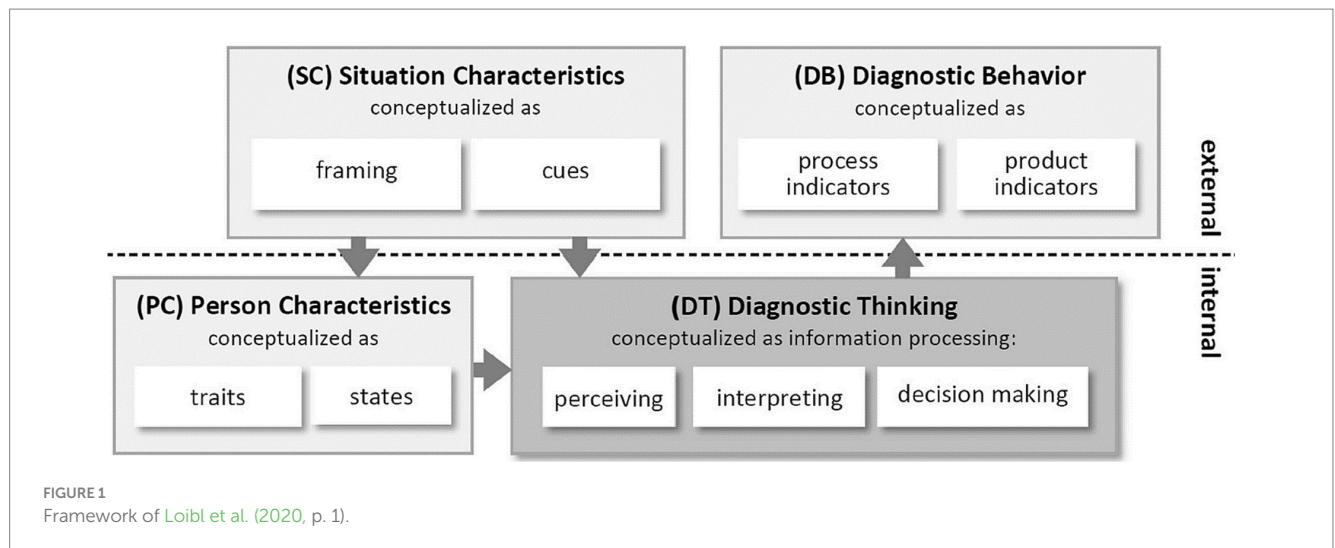 (SC) Situation Characteristics
conceptualized as
framing
cues
(DB) Diagnostic Behavior
conceptualized as
process
indicators
product
indicators
external
internal
(PC) Person Characteristics
conceptualized as
traits
states
(DT) Diagnostic Thinking
conceptualized as information processing:
perceiving
interpreting
decision making
FIGURE 1
Framework of Loibl et al. (2020, p. 1).